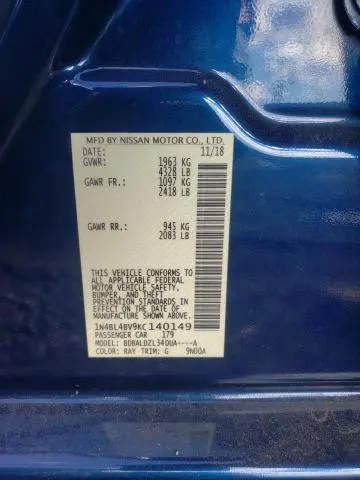 MFD BY NISSAN MOTOR CO., LTD.
DATE: 11/18
GVWR: 1963 KG
4328 LB
GAWR FR.: 1097 KG
2418 LB
GAWR RR.: 945 KG
2083 LB
THIS VEHICLE CONFORMS TO
ALL APPLICABLE FEDERAL
MOTOR VEHICLE SAFETY,
BUMPER, AND THEFT
PREVENTION STANDARDS IN
EFFECT ON THE DATE OF
MANUFACTURE SHOWN ABOVE.
1N4BL4BV9KC140149
PASSENGER CAR 179
MODEL: BDBALDZL34DUA----A
COLOR: RAY TRIM: G 9N00A